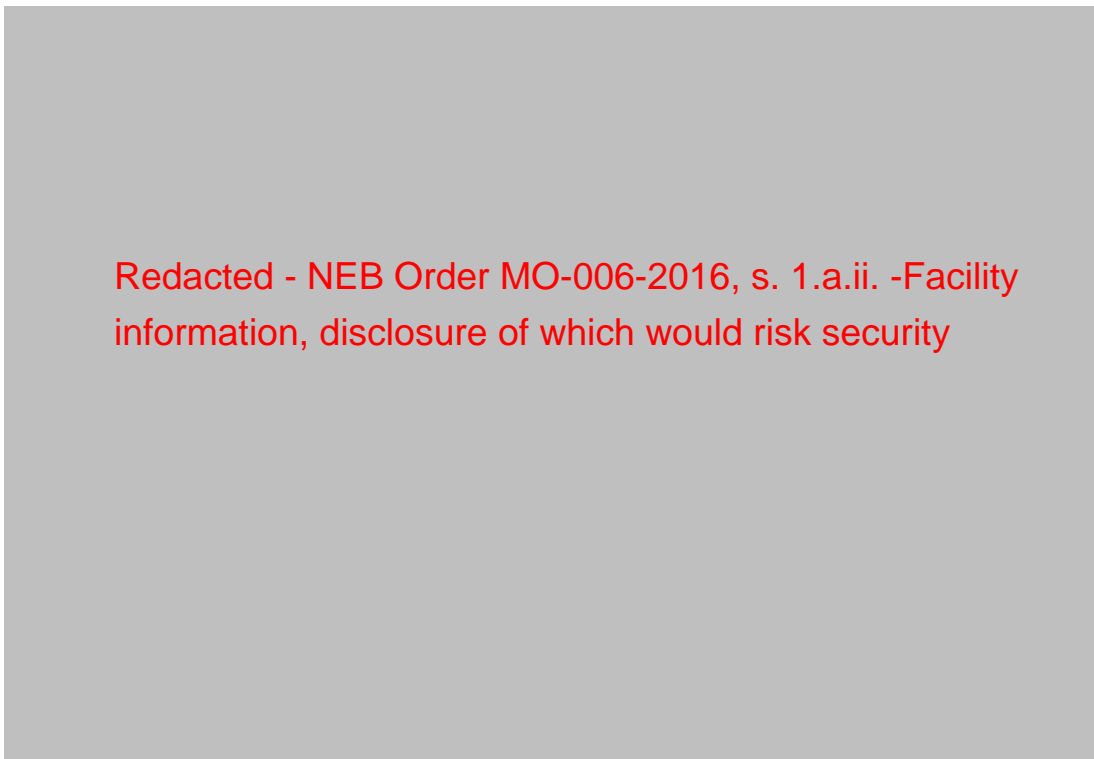 Redacted - NEB Order MO-006-2016, s. 1.a.ii. -Facility
information, disclosure of which would risk security